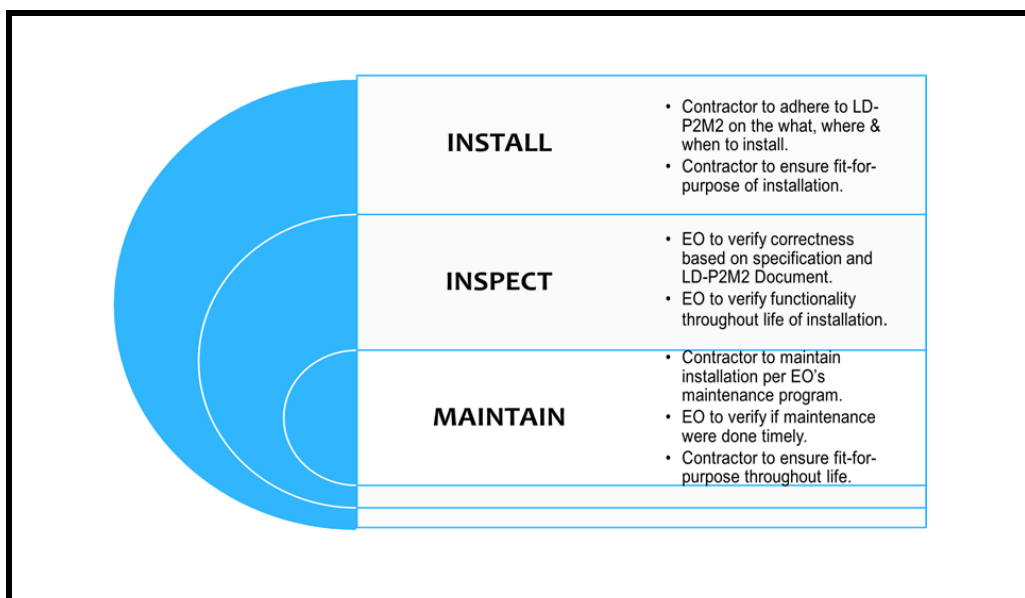 INSTALL
• Contractor to adhere to LD-
P2M2 on the what, where &
when to install.
• Contractor to ensure fit-for-
purpose of installation.
INSPECT
• EO to verify correctness
based on specification and
LD-P2M2 Document.
• EO to verify functionality
throughout life of installation.
MAINTAIN
• Contractor to maintain
installation per EO's
maintenance program.
• EO to verify if maintenance
were done timely.
• Contractor to ensure fit-for-
purpose throughout life.